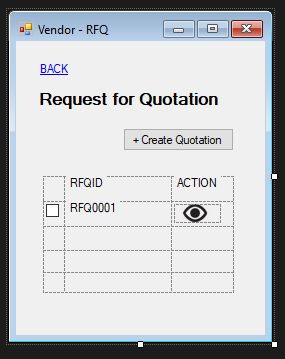 Vendor - RFQ
BACK
Request for Quotation
+ Create Quotation
RFQID ACTION
RFQ0001